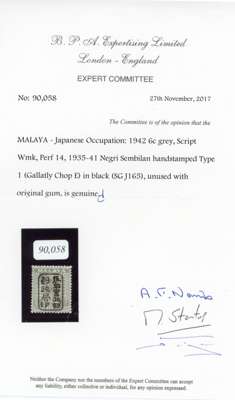 B. P. A. Expertising Limited
London - England
EXPERT COMMITTEE
No: 90,058
27th November, 2017
The Committee is of the opinion that the
MALAYA - Japanese Occupation: 1942 6c grey, Script
Wmk, Perf 14, 1935-41 Negri Sembilan handstamped Type
1 (Gallatly Chop E) in black (SG J163), unused with
original gum, is genuine
90,058
Neither the Company nor the members of the Expert Committee can accept
any liability, either collective or individual, for any opinion expressed.